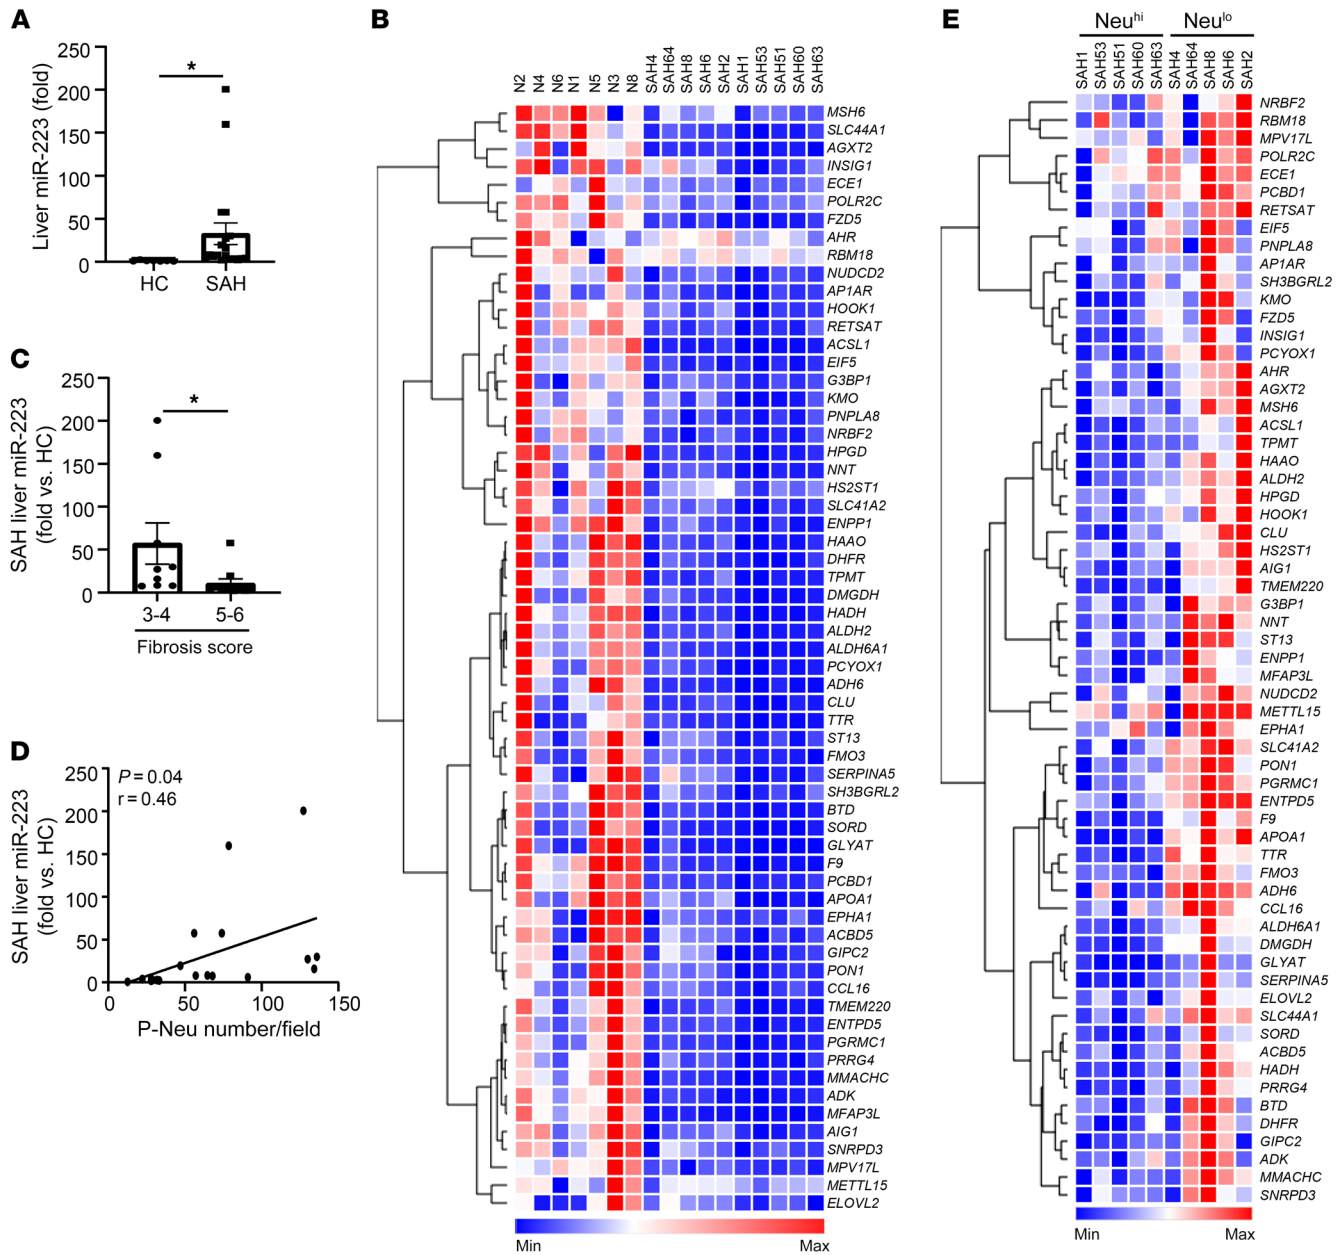 A
Liver miR-223 (fold)
250
200
150
100
50
0
*
HC
SAH
B
N2
N4
N6
N1
N5
N3
N8
SAH4
SAH64
SAH8
SAH6
SAH2
SAH1
SAH53
SAH51
SAH60
SAH63
MSH6
SLC44A1
AGXT2
INSIG1
ECE1
POLR2C
FZD5
AHR
RBM18
NUDCD2
AP1AR
HOOK1
RETSAT
ACSL1
EIF5
G3BP1
KMO
PNPLA8
NRBF2
HPGD
NNT
HS2ST1
SLC41A2
ENPP1
HAAO
DHFR
TPMT
DMGDH
HADH
ALDH2
ALDH6A1
PCYOX1
ADH6
CLU
TTR
ST13
FMO3
SERPINA5
SH3BGRL2
BTD
SORD
GLYAT
F9
PCBD1
APOA1
EPHA1
ACBD5
GIPC2
PON1
CCL16
TMEM220
ENTPD5
PGRMC1
PRRG4
MMACHC
ADK
MFAP3L
AIG1
SNRPD3
MPV17L
METTL15
ELOVL2
Min
Max
C
SAH liver miR-223
(fold vs. HC)
250
200
150
100
50
0
*
3-4
5-6
Fibrosis score
D
SAH liver miR-223
(fold vs. HC)
250
200
150
100
50
0
P = 0.04
r = 0.46
0
50
100
150
P-Neu number/field
E
Neuhi
Neulo
SAH1
SAH53
SAH51
SAH60
SAH63
SAH4
SAH64
SAH8
SAH6
SAH2
NRBF2
RBM18
MPV17L
POLR2C
ECE1
PCBD1
RETSAT
EIF5
PNPLA8
AP1AR
SH3BGRL2
KMO
FZD5
INSIG1
PCYOX1
AHR
AGXT2
MSH6
ACSL1
TPMT
HAAO
ALDH2
HPGD
HOOK1
CLU
HS2ST1
AIG1
TMEM220
G3BP1
NNT
ST13
ENPP1
MFAP3L
NUDCD2
METTL15
EPHA1
SLC41A2
PON1
PGRMC1
ENTPD5
F9
APOA1
TTR
FMO3
ADH6
CCL16
ALDH6A1
DMGDH
GLYAT
SERPINA5
ELOVL2
SLC44A1
SORD
ACBD5
HADH
PRRG4
BTD
DHFR
GIPC2
ADK
MMACHC
SNRPD3
Min
Max